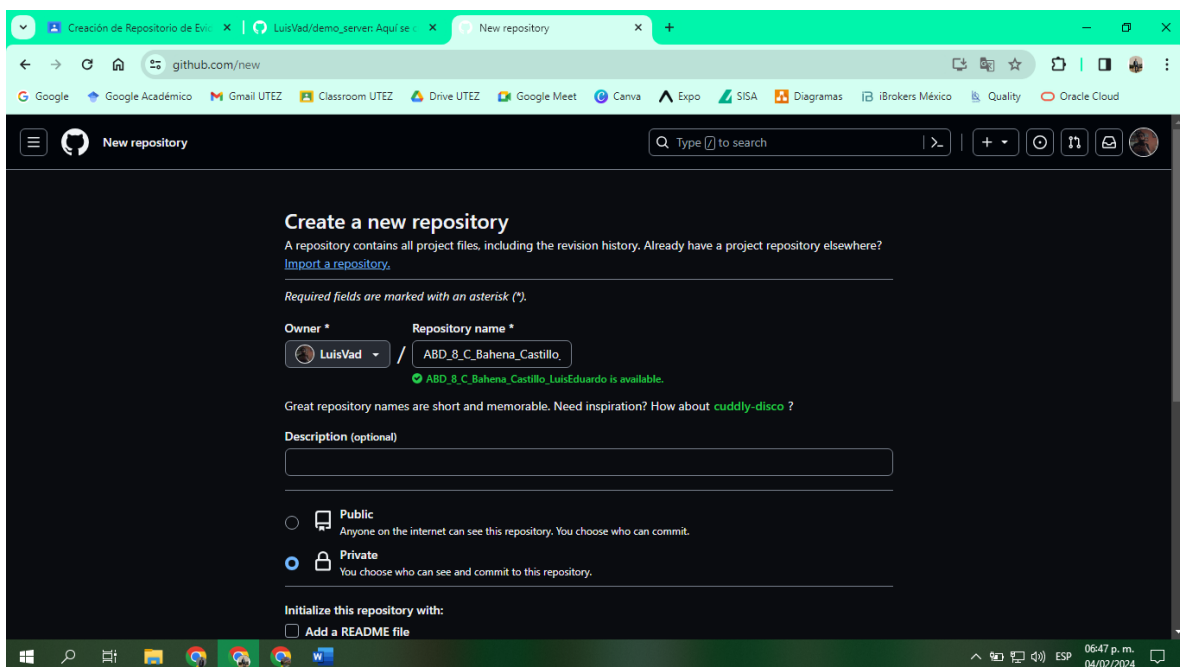 Creación de Repositorio de Evic
LuisVad/demo_server: Aquí se c
New repository
github.com/new
Google
Google Académico
Gmail UTEZ
Classroom UTEZ
Drive UTEZ
Google Meet
Canva
Expo
SISA
Diagramas
iBrokers México
Quality
Oracle Cloud
New repository
Type / to search
Create a new repository
A repository contains all project files, including the revision history. Already have a project repository elsewhere?
Import a repository.
Required fields are marked with an asterisk (*).
Owner *
Repository name *
LuisVad
/
ABD_8_C_Bahena_Castillo_
ABD_8_C_Bahena_Castillo_LuisEduardo is available.
Great repository names are short and memorable. Need inspiration? How about cuddly-disco ?
Description (optional)
Public
Anyone on the internet can see this repository. You choose who can commit.
Private
You choose who can see and commit to this repository.
Initialize this repository with:
Add a README file
ESP
06:47 p. m.
04/02/2024